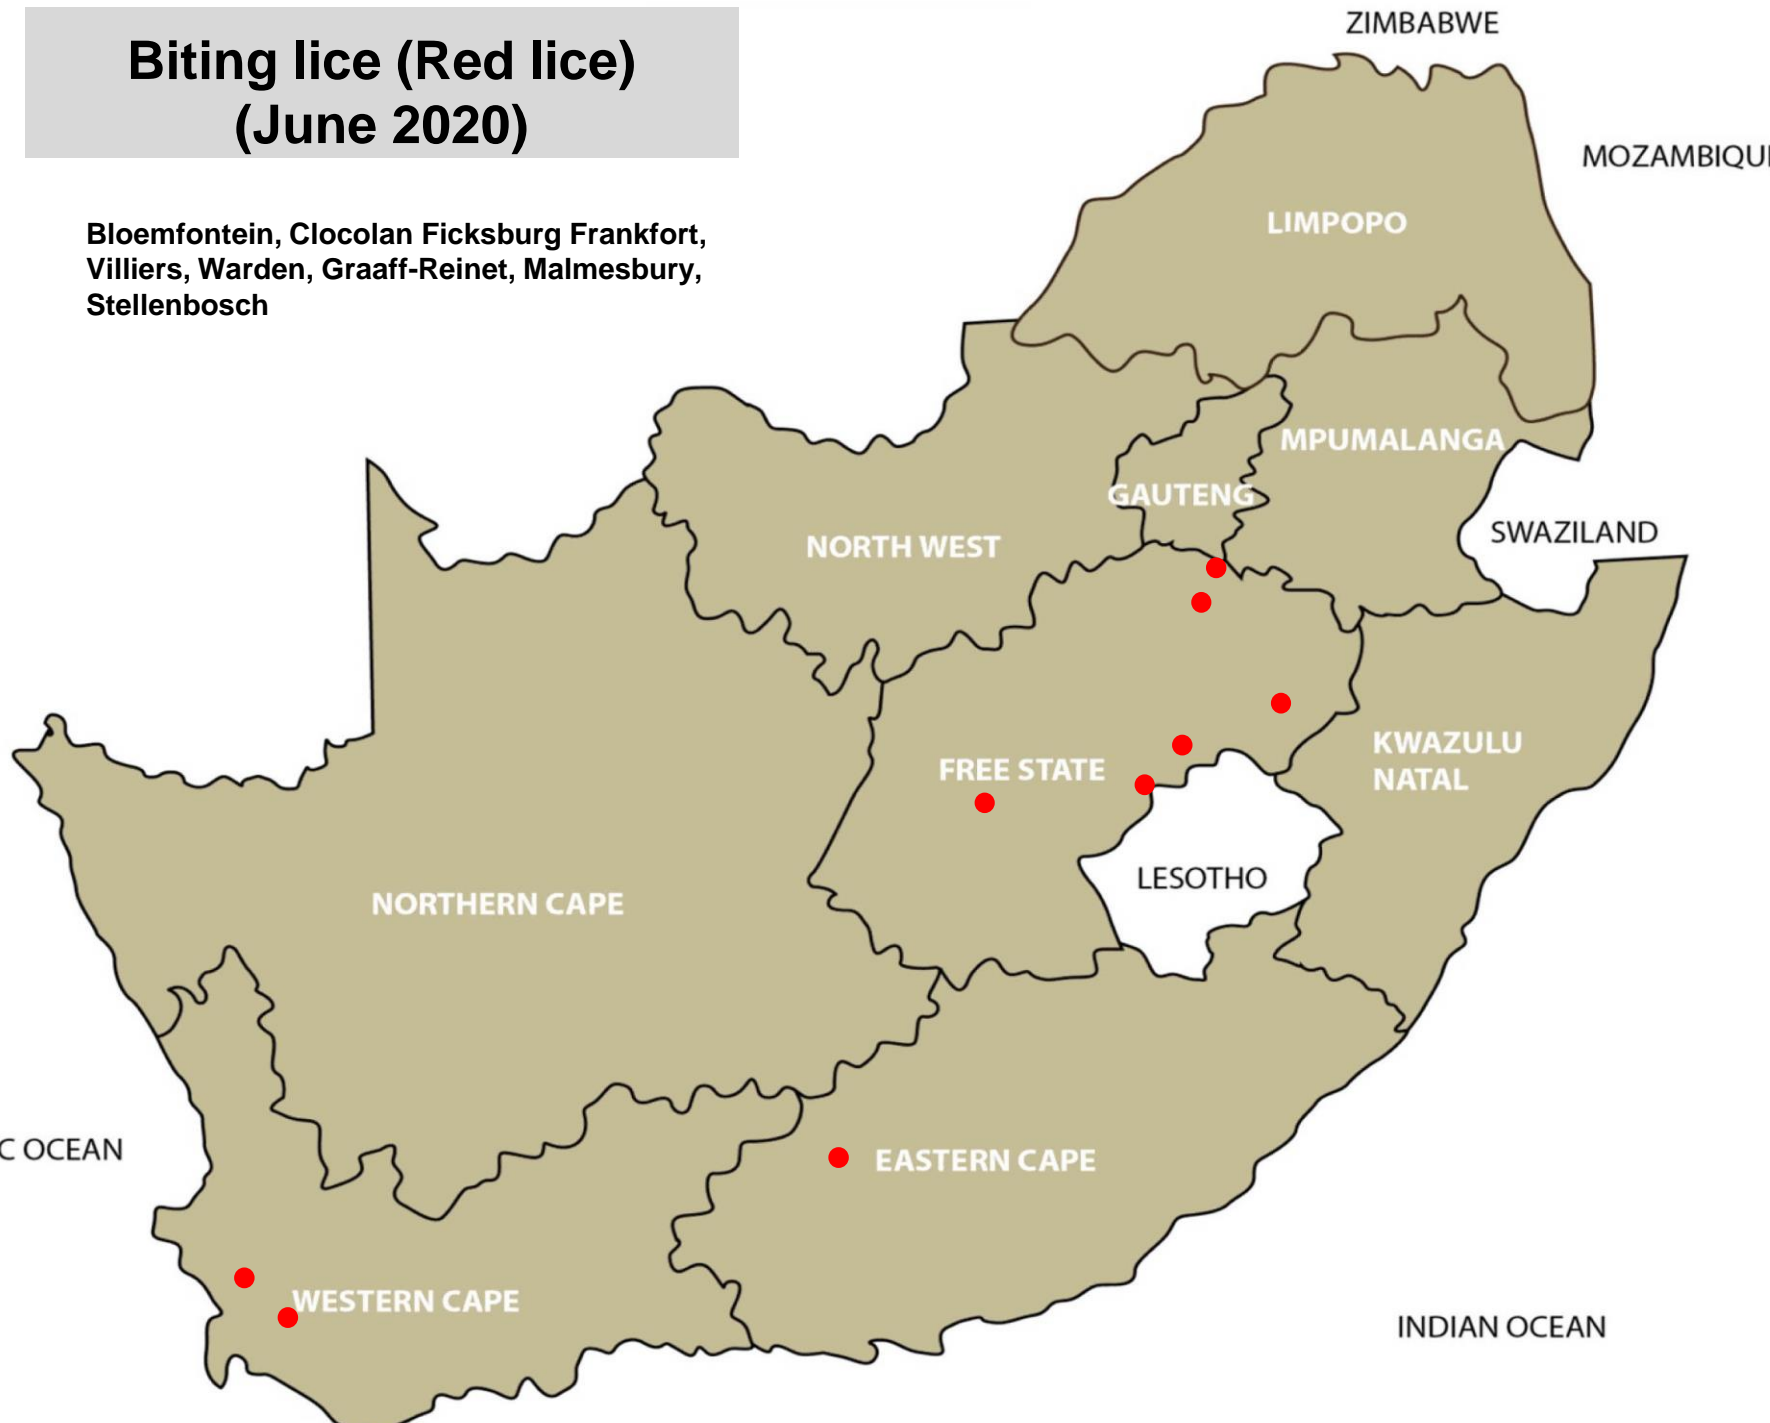 Biting lice (Red lice)
(June 2020)
Bloemfontein, Clocolan Ficksburg Frankfort,
Villiers, Warden, Graaff-Reinet, Malmesbury,
Stellenbosch
ZIMBABWE
MOZAMBIQUE
LIMPOPO
MPUMALANGA
GAUTENG
SWAZILAND
NORTH WEST
KWAZULU
NATAL
FREE STATE
LESOTHO
NORTHERN CAPE
C OCEAN
EASTERN CAPE
WESTERN CAPE
INDIAN OCEAN